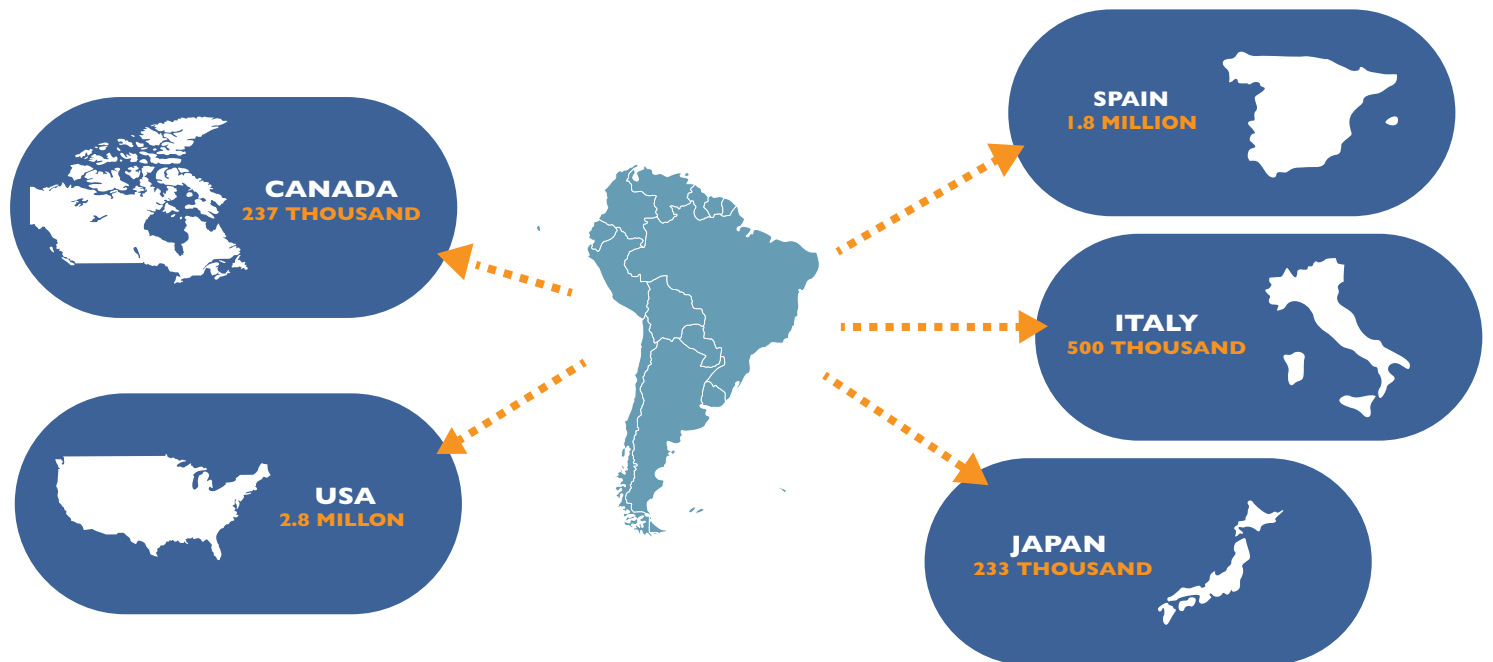 CANADA
237 THOUSAND
USA
2.8 MILLON
SPAIN
1.8 MILLION
ITALY
500 THOUSAND
JAPAN
233 THOUSAND